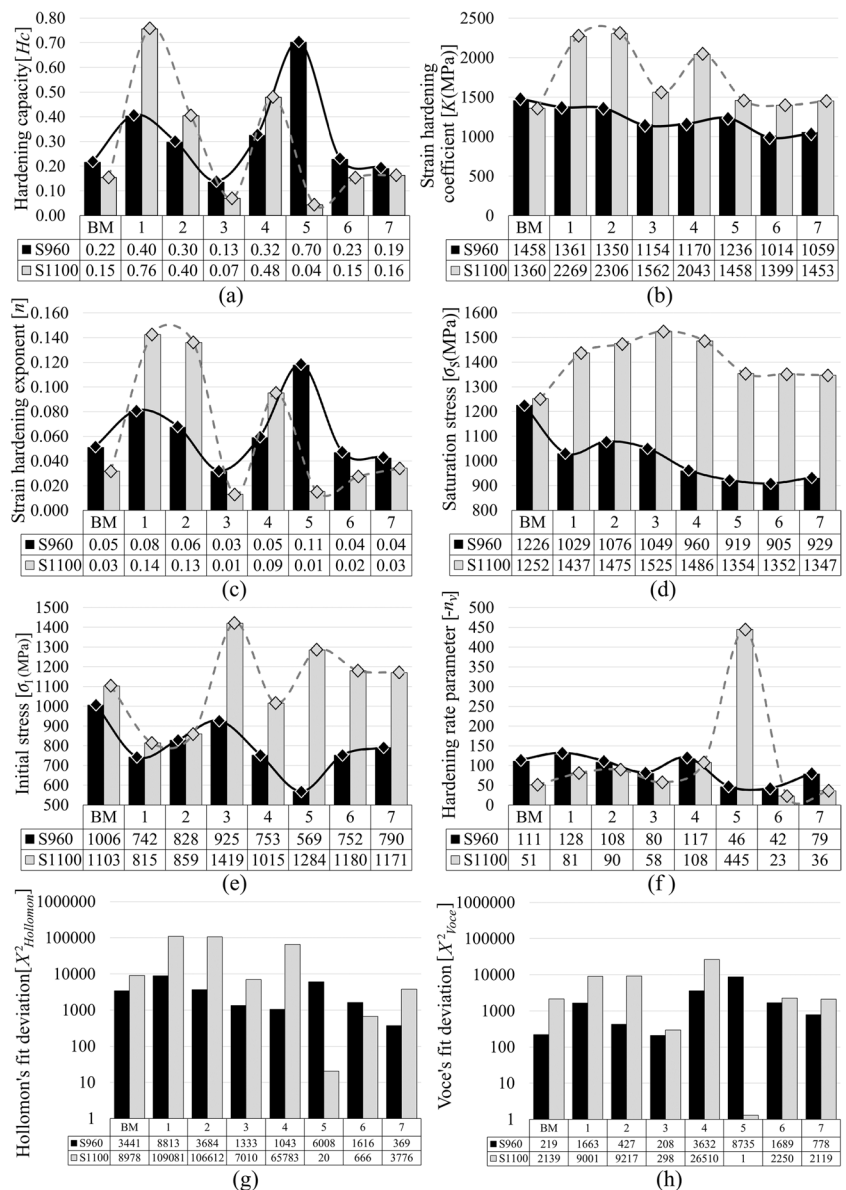 Hardening capacity[Hc]
0.80
0.70
0.60
0.50
0.40
0.30
0.20
0.10
0.00
BM 1 2 3 4 5 6 7
S960 0.22 0.40 0.30 0.13 0.32 0.70 0.23 0.19
S1100 0.15 0.76 0.40 0.07 0.48 0.04 0.15 0.16
(a)
Strain hardening
coefficient [K(MPa)]
2500
2000
1500
1000
500
0
BM 1 2 3 4 5 6 7
S960 1458 1361 1350 1154 1170 1236 1014 1059
S1100 1360 2269 2306 1562 2043 1458 1399 1453
(b)
Strain hardening exponent [n]
0.160
0.140
0.120
0.100
0.080
0.060
0.040
0.020
0.000
BM 1 2 3 4 5 6 7
S960 0.05 0.08 0.06 0.03 0.05 0.11 0.04 0.04
S1100 0.03 0.14 0.13 0.01 0.09 0.01 0.02 0.03
(c)
Saturation stress [σS(MPa)]
1600
1500
1400
1300
1200
1100
1000
900
800
BM 1 2 3 4 5 6 7
S960 1226 1029 1076 1049 960 919 905 929
S1100 1252 1437 1475 1525 1486 1354 1352 1347
(d)
Initial stress [σi (MPa)]
1500
1400
1300
1200
1100
1000
900
800
700
600
500
BM 1 2 3 4 5 6 7
S960 1006 742 828 925 753 569 752 790
S1100 1103 815 859 1419 1015 1284 1180 1171
(e)
Hardening rate parameter [-nv]
500
450
400
350
300
250
200
150
100
50
0
BM 1 2 3 4 5 6 7
S960 111 128 108 80 117 46 42 79
S1100 51 81 90 58 108 445 23 36
(f)
Hollomon's fit deviation[X²Hollomon]
1000000
100000
10000
1000
100
10
1
BM 1 2 3 4 5 6 7
S960 3441 8813 3684 1333 1043 6008 1616 369
S1100 8978 109081 106612 7010 65783 20 666 3776
(g)
Voce's fit deviation [X²Voce]
1000000
100000
10000
1000
100
10
1
BM 1 2 3 4 5 6 7
S960 219 1663 427 208 3632 8735 1689 778
S1100 2139 9001 9217 298 26510 1 2250 2119
(h)